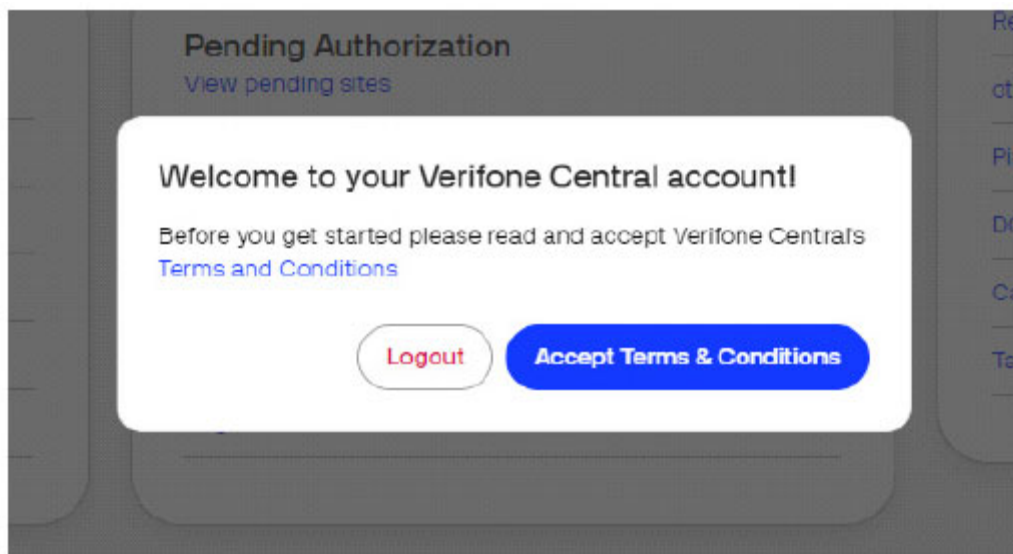 Pending Authorization
View pending sites
Welcome to your Verifone Central account!
Before you get started please read and accept Verifone Central's
Terms and Conditions
Logout
Accept Terms & Conditions